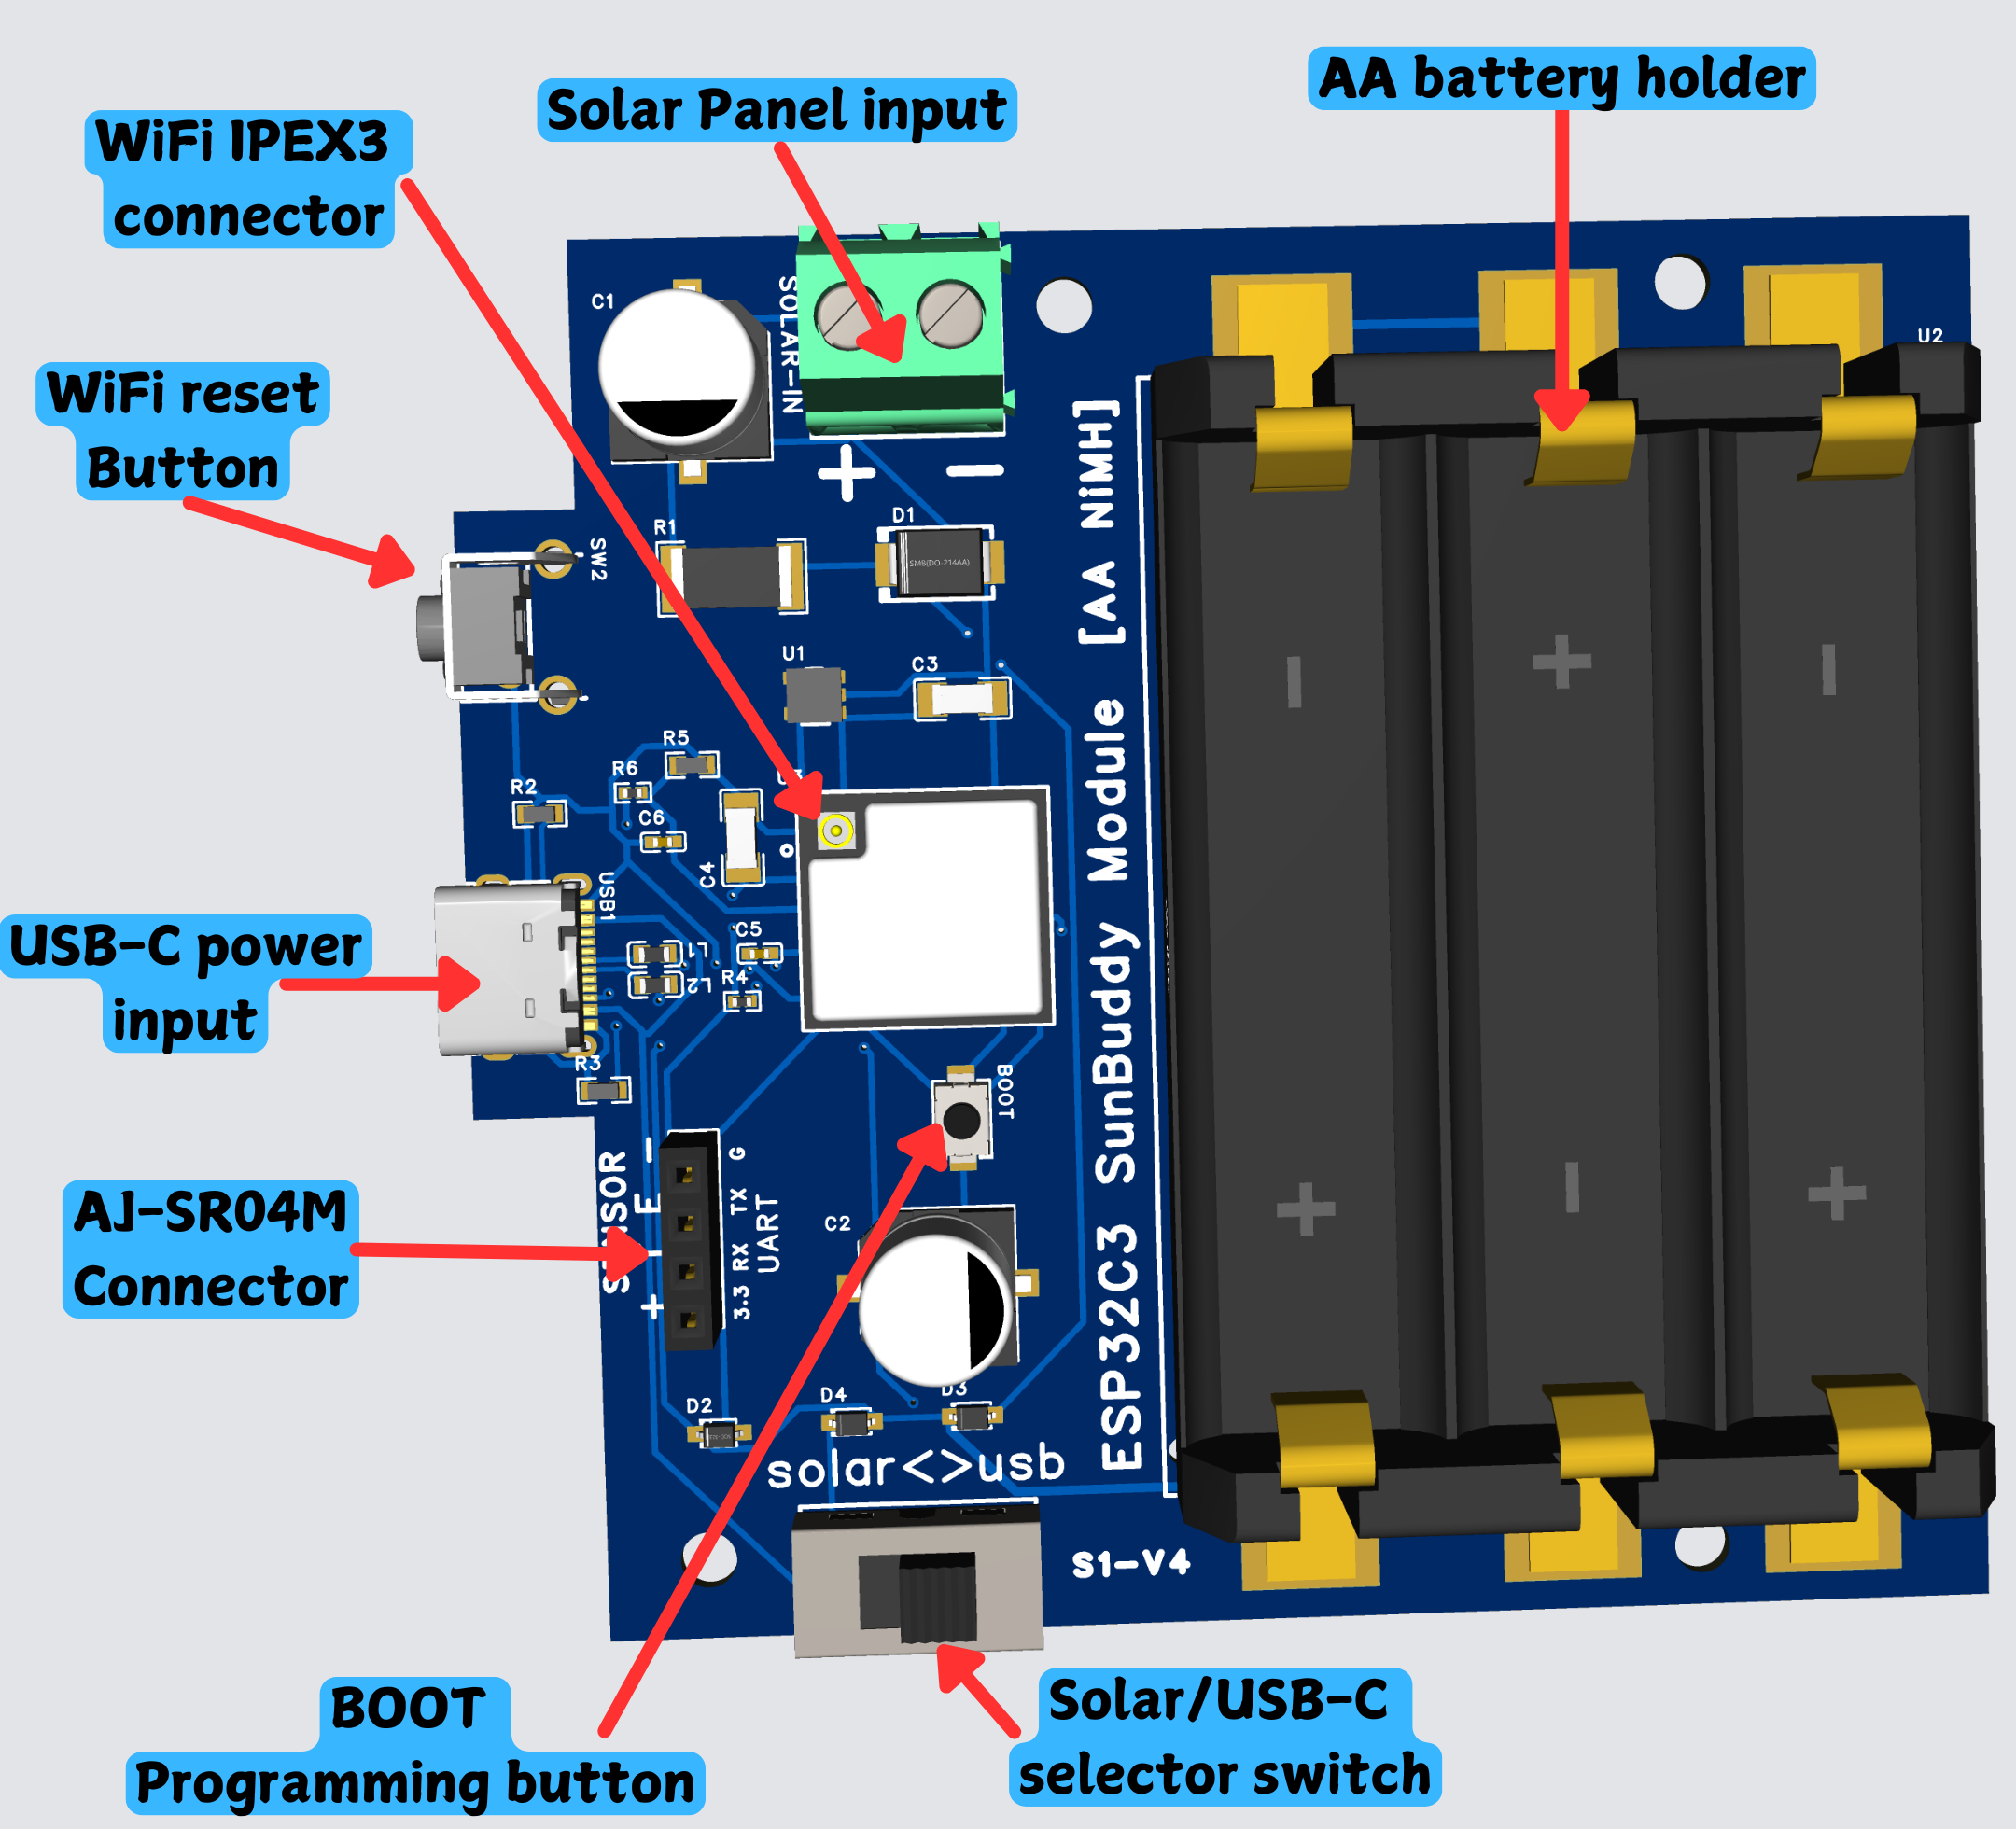 AA battery holder
Solar Panel input
WiFi IPEX3
connector
WiFi reset
Button
USB-C power
input
AJ-SR04M
Connector
BOOT
Programming button
Solar/USB-C
selector switch
C1
SOLAR-IN
+ −
U2
SW2
R1
D1
SMB(DO-214AA)
U1
C3
R5
R6
R2
C6
C4
USB1
C5
L1
L2
R4
R3
BOOT
SENSOR
− E +
G
TX
RX
3.3
UART
C2
D2
D4
D3
solar<>usb
ESP32C3 SunBuddy Module [AA NiMH]
S1-V4
− + −
+ − +